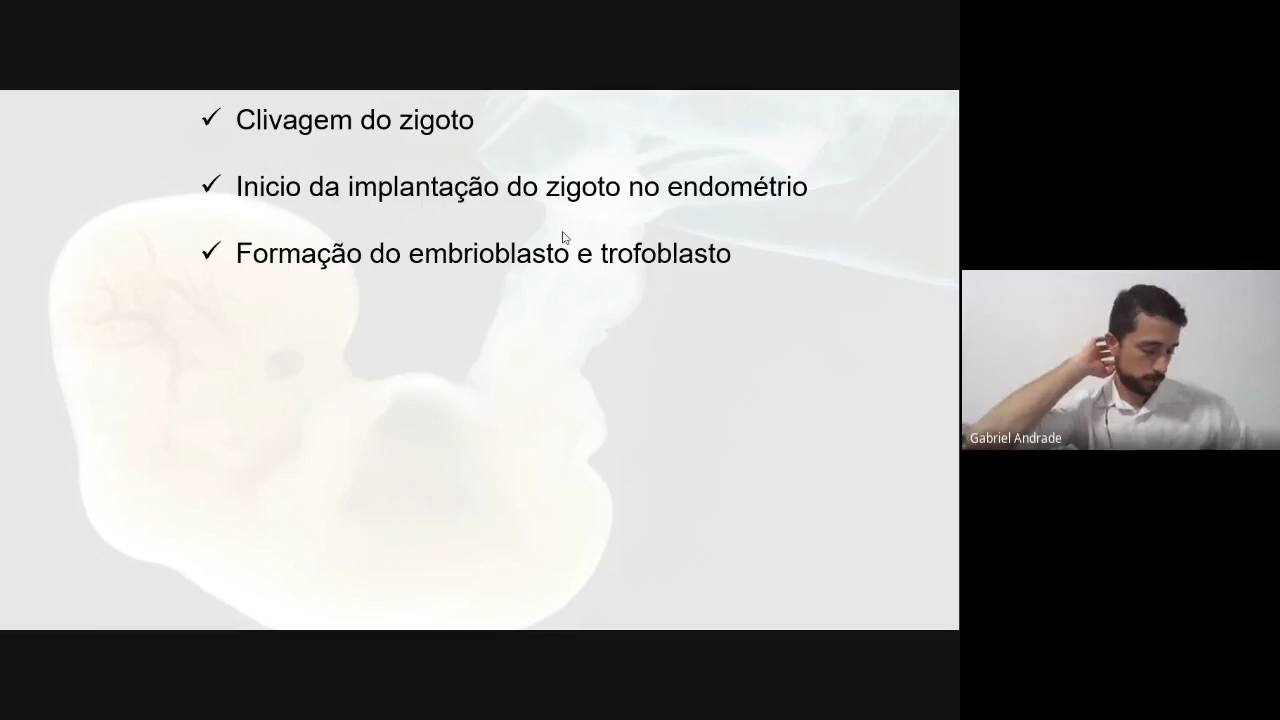 ✓ Clivagem do zigoto
✓ Inicio da implantação do zigoto no endométrio
✓ Formação do embrioblasto e trofoblasto
Gabriel Andrade